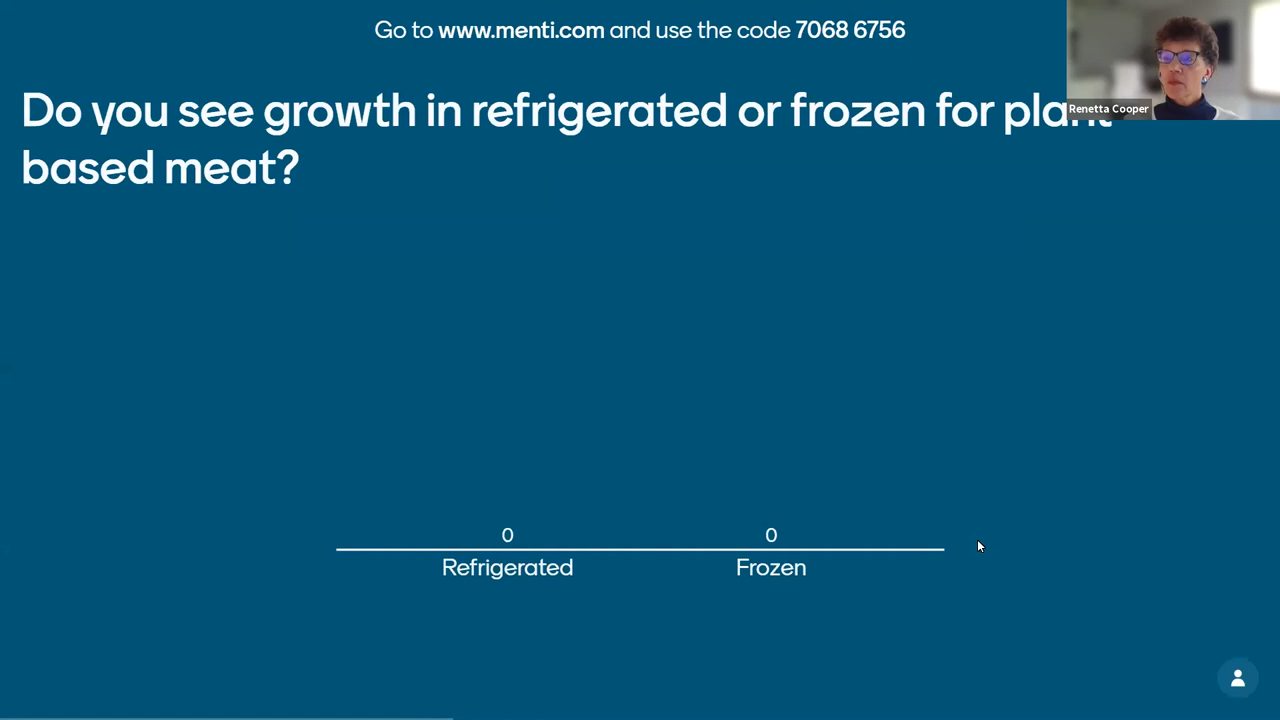 Go to www.menti.com and use the code 7068 6756
Do you see growth in refrigerated or frozen for plant
based meat?
Renetta Cooper
0
0
Refrigerated
Frozen